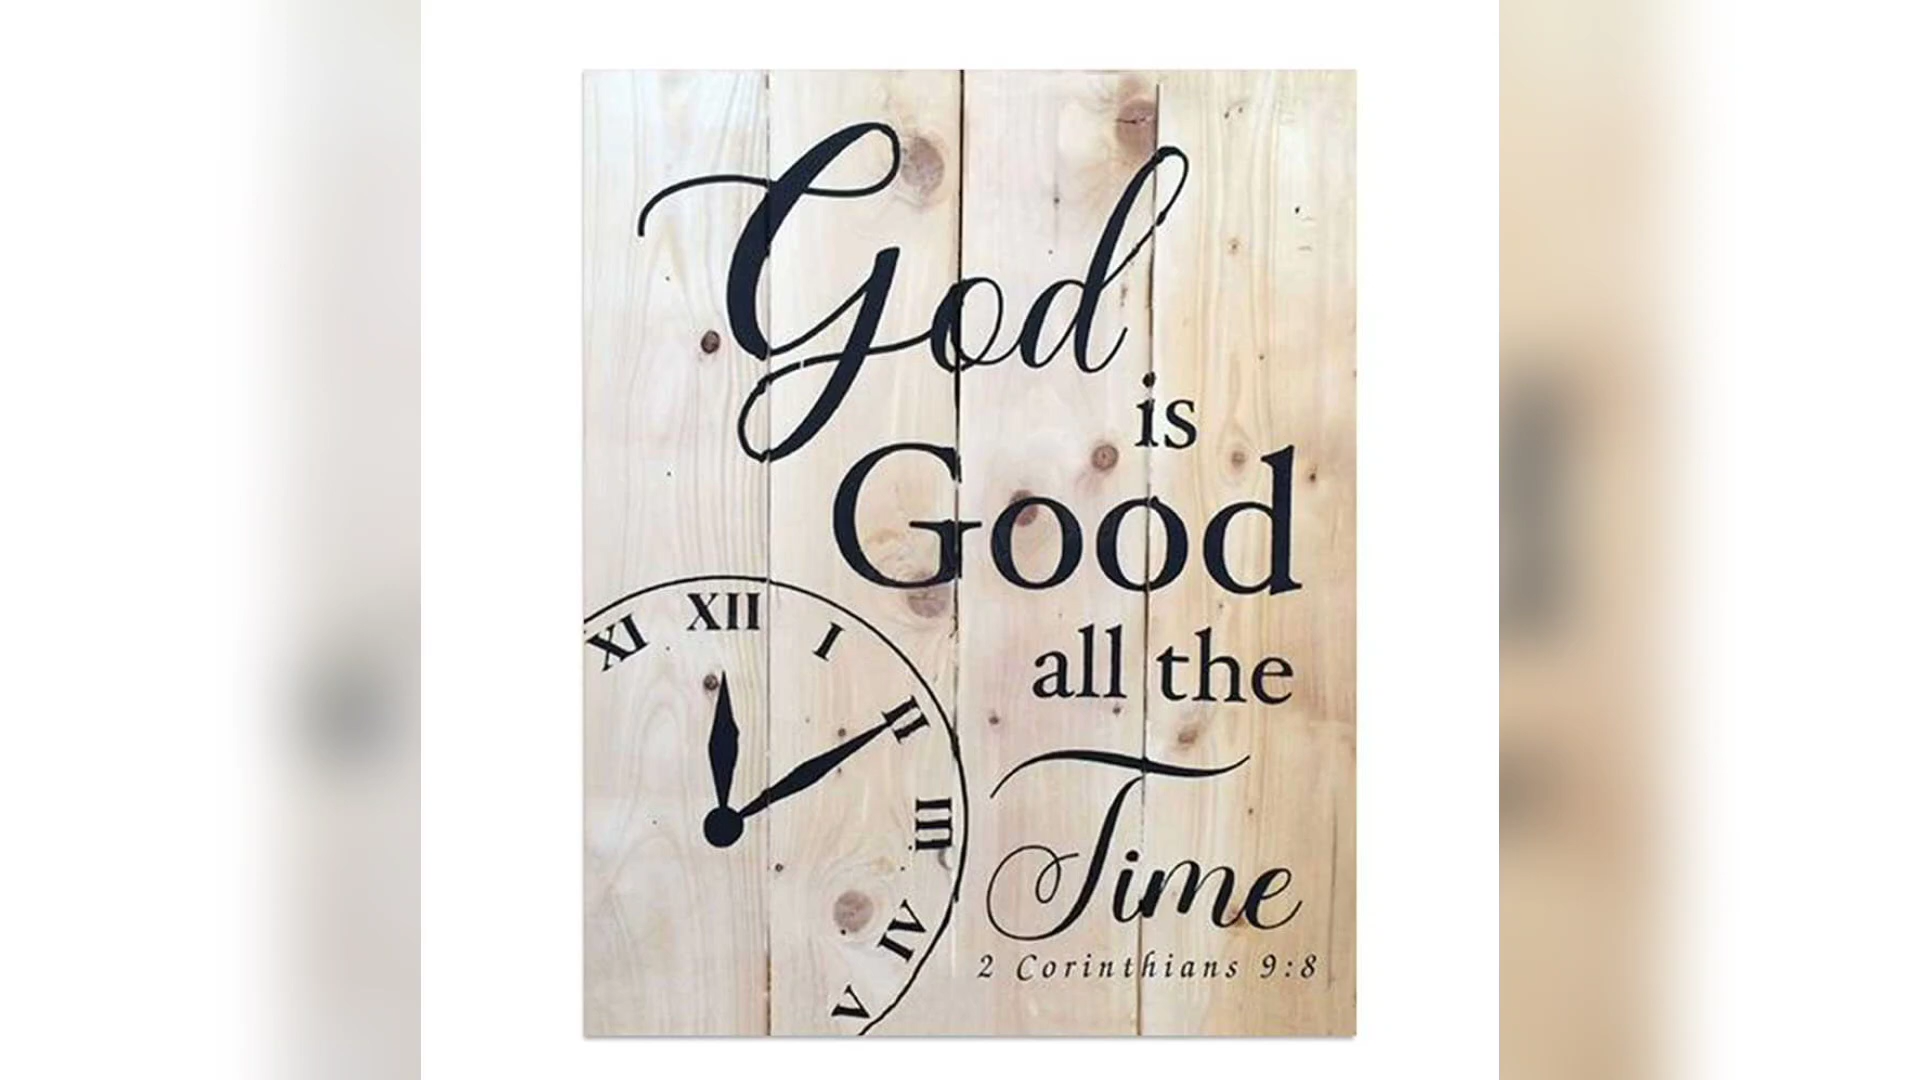 God
is
Good
all the
Time
2 Corinthians 9:8
XI
XII
I
II
III
IV
V